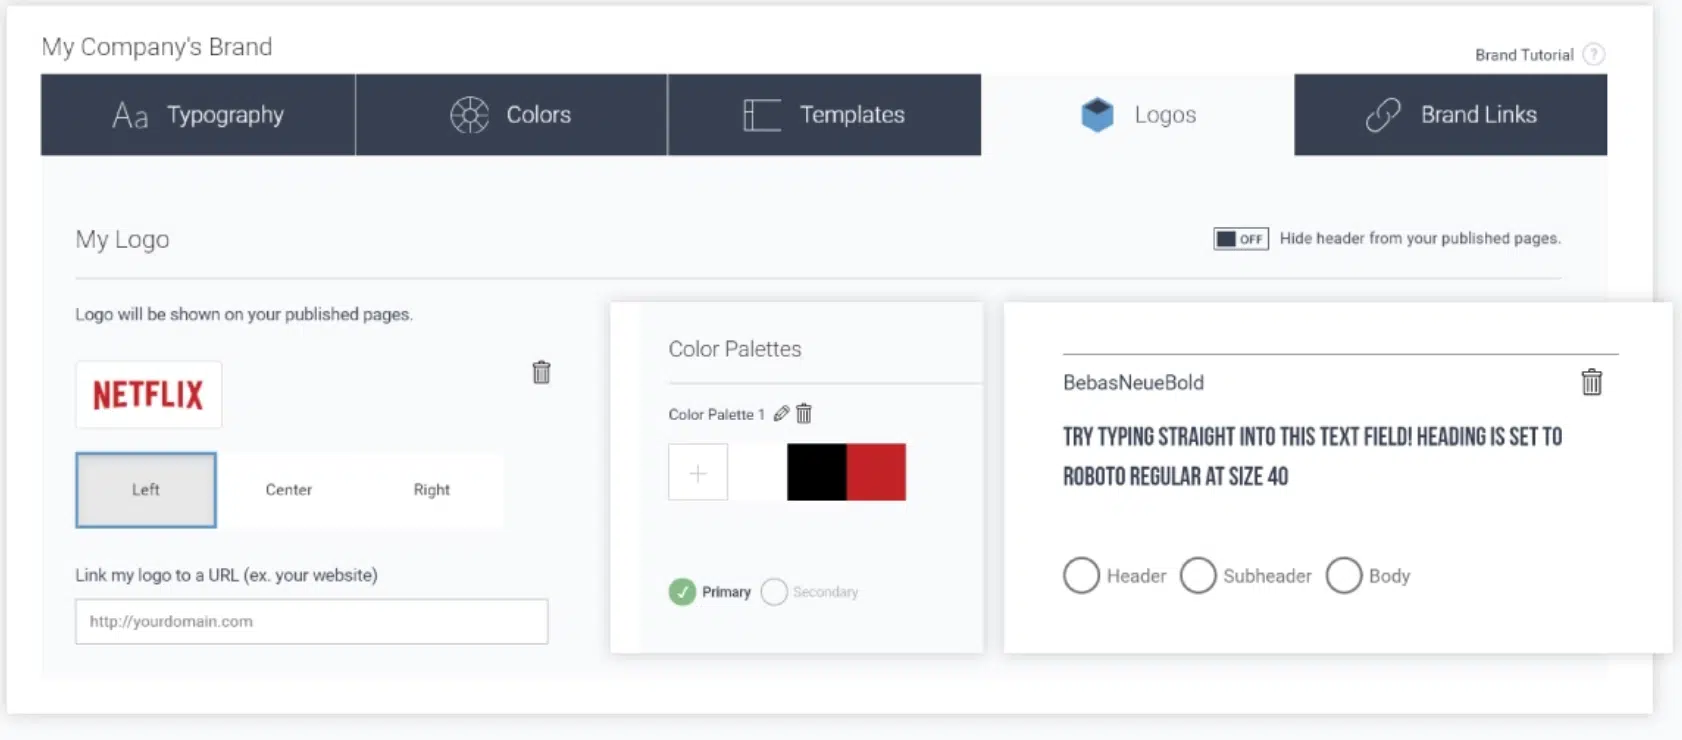 My Company's Brand
Brand Tutorial ?
Aa Typography
Colors
Templates
Logos
Brand Links
My Logo
OFF Hide header from your published pages.
Logo will be shown on your published pages.
NETFLIX
Left
Center
Right
Link my logo to a URL (ex. your website)
http://yourdomain.com
Color Palettes
Color Palette 1
+
Primary
Secondary
BebasNeueBold
TRY TYPING STRAIGHT INTO THIS TEXT FIELD! HEADING IS SET TO
ROBOTO REGULAR AT SIZE 40
Header
Subheader
Body